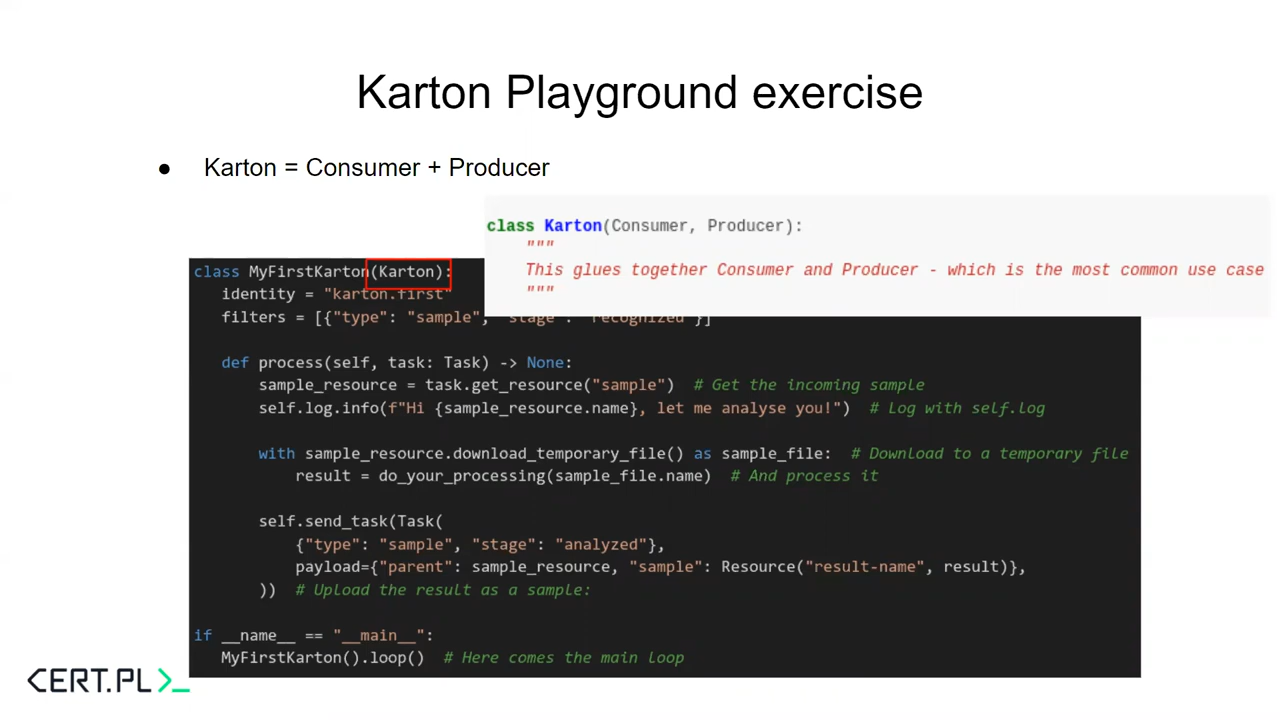 Karton Playground exercise
● Karton = Consumer + Producer
class Karton(Consumer, Producer):
"""
This glues together Consumer and Producer - which is the most common use case
"""
class MyFirstKarton(Karton):
identity = "karton.first"
filters = [{"type": "sample", "stage": "recognized"}]
def process(self, task: Task) -> None:
sample_resource = task.get_resource("sample") # Get the incoming sample
self.log.info(f"Hi {sample_resource.name}, let me analyse you!") # Log with self.log
with sample_resource.download_temporary_file() as sample_file: # Download to a temporary file
result = do_your_processing(sample_file.name) # And process it
self.send_task(Task(
{"type": "sample", "stage": "analyzed"},
payload={"parent": sample_resource, "sample": Resource("result-name", result)},
)) # Upload the result as a sample:
if __name__ == "__main__":
MyFirstKarton().loop() # Here comes the main loop
CERT.PL>_